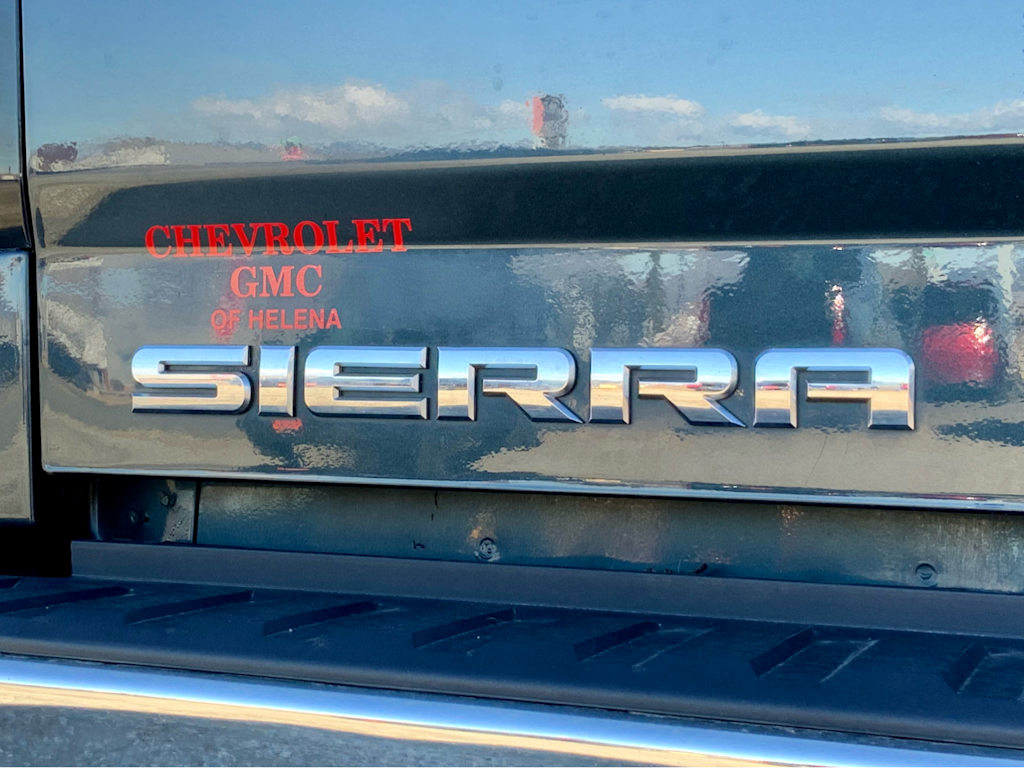 CHEVROLET
GMC
OF HELENA
SIERRA